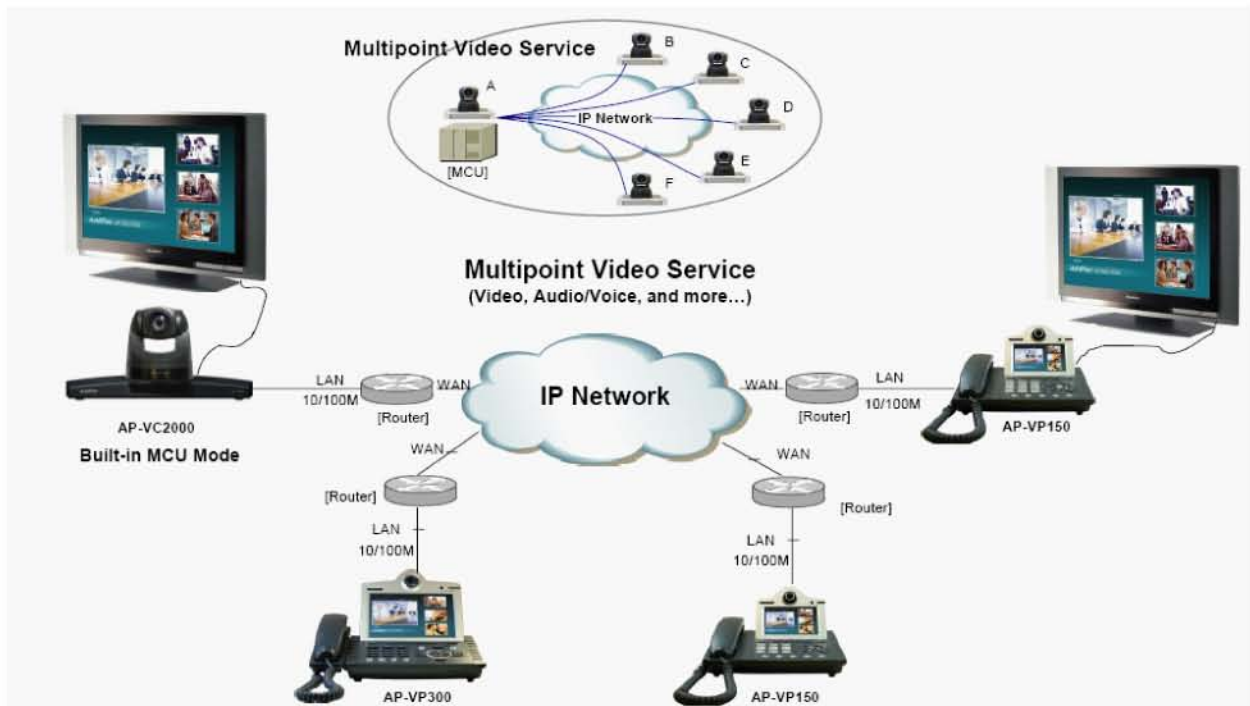 Multipoint Video Service
A
B
C
D
E
F
IP Network
[MCU]
Multipoint Video Service
(Video, Audio/Voice, and more...)
IP Network
LAN
10/100M
[Router]
WAN
AP-VC2000
Built-in MCU Mode
WAN
[Router]
LAN
10/100M
AP-VP150
WAN
[Router]
LAN
10/100M
AP-VP300
WAN
[Router]
LAN
10/100M
AP-VP150